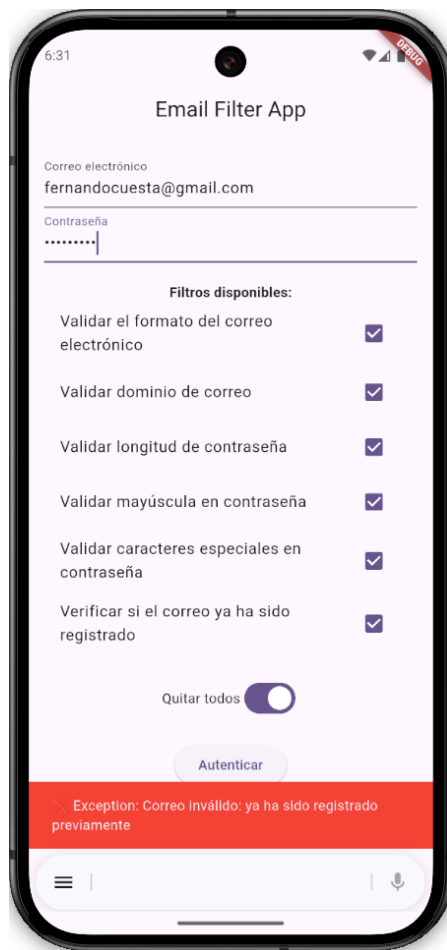 6:31
DEBUG
Email Filter App
Correo electrónico
fernandocuesta@gmail.com
Contraseña
•••••••••
Filtros disponibles:
Validar el formato del correo
electrónico
Validar dominio de correo
Validar longitud de contraseña
Validar mayúscula en contraseña
Validar caracteres especiales en
contraseña
Verificar si el correo ya ha sido
registrado
Quitar todos
Autenticar
❌ Exception: Correo inválido: ya ha sido registrado
previamente